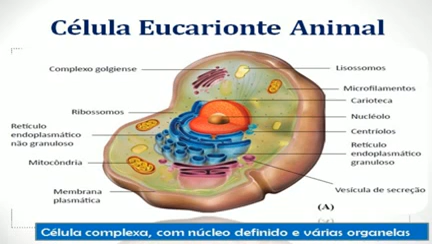 Célula Eucarionte Animal
Complexo golgiense
Ribossomos
Retículo
endoplasmático
não granuloso
Mitocôndria
Membrana
plasmática
Lisossomos
Microfilamentos
Carioteca
Nucléolo
Centríolos
Retículo
endoplasmático
granuloso
Vesícula de secreção
(A)
Célula complexa, com núcleo definido e várias organelas